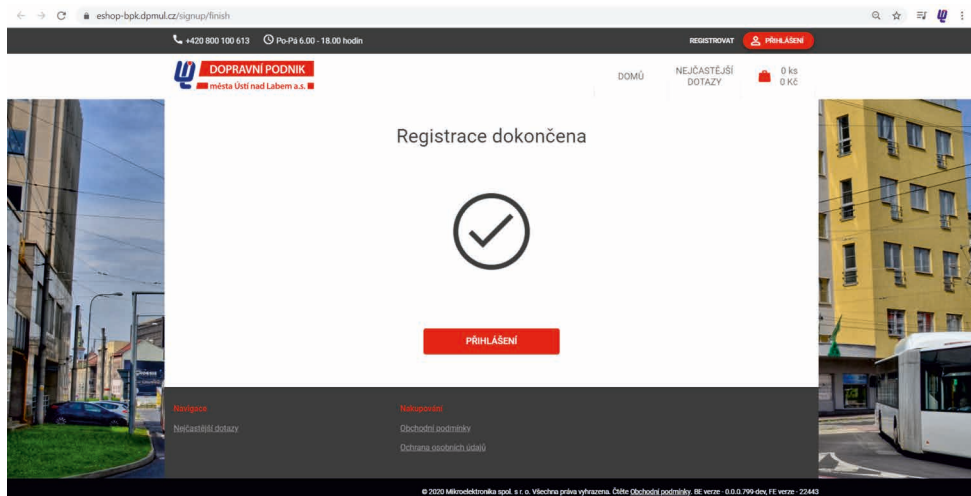 eshop-bpk.dpmul.cz/signup/finish
+420 800 100 613 Po-Pá 6.00 - 18.00 hodin REGISTROVAT PŘIHLÁŠENÍ
DOPRAVNÍ PODNIK
města Ústí nad Labem a.s.
DOMŮ
NEJČASTĚJŠÍ
DOTAZY
0 ks
0 Kč
Registrace dokončena
PŘIHLÁŠENÍ
Navigace
Nejčastější dotazy
Nakupování
Obchodní podmínky
Ochrana osobních údajů
© 2020 Mikroelektronika spol. s r. o. Všechna práva vyhrazena. Čtěte Obchodní podmínky. BE verze - 0.0.0.799-dev, FE verze - 22443